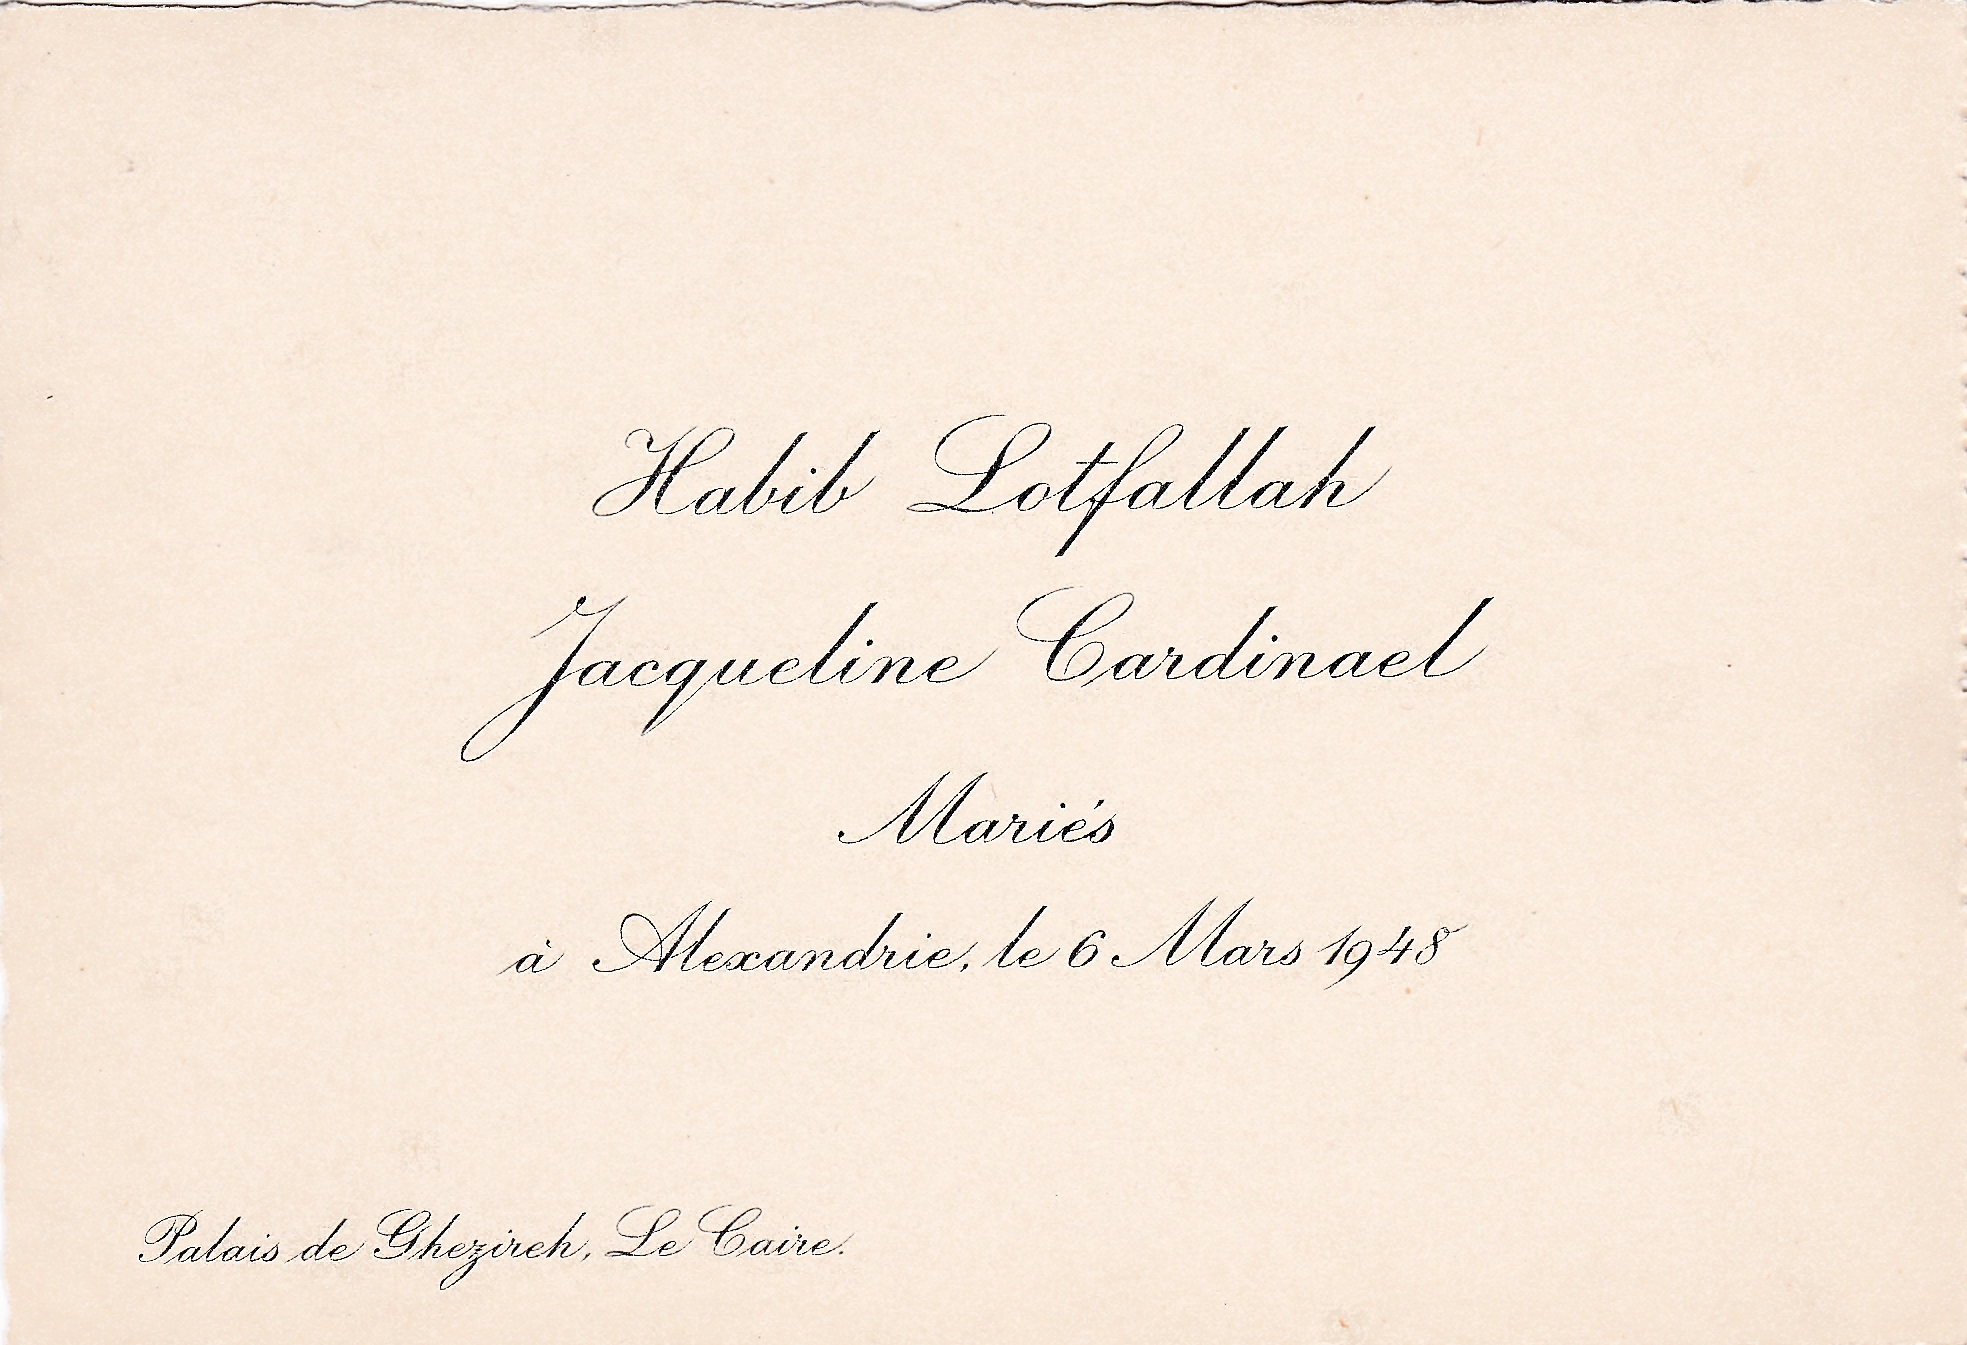 Habib Lotfallah
Jacqueline Cardinael
Mariés
à Alexandrie, le 6 Mars 1948
Palais de Ghezireh, Le Caire.